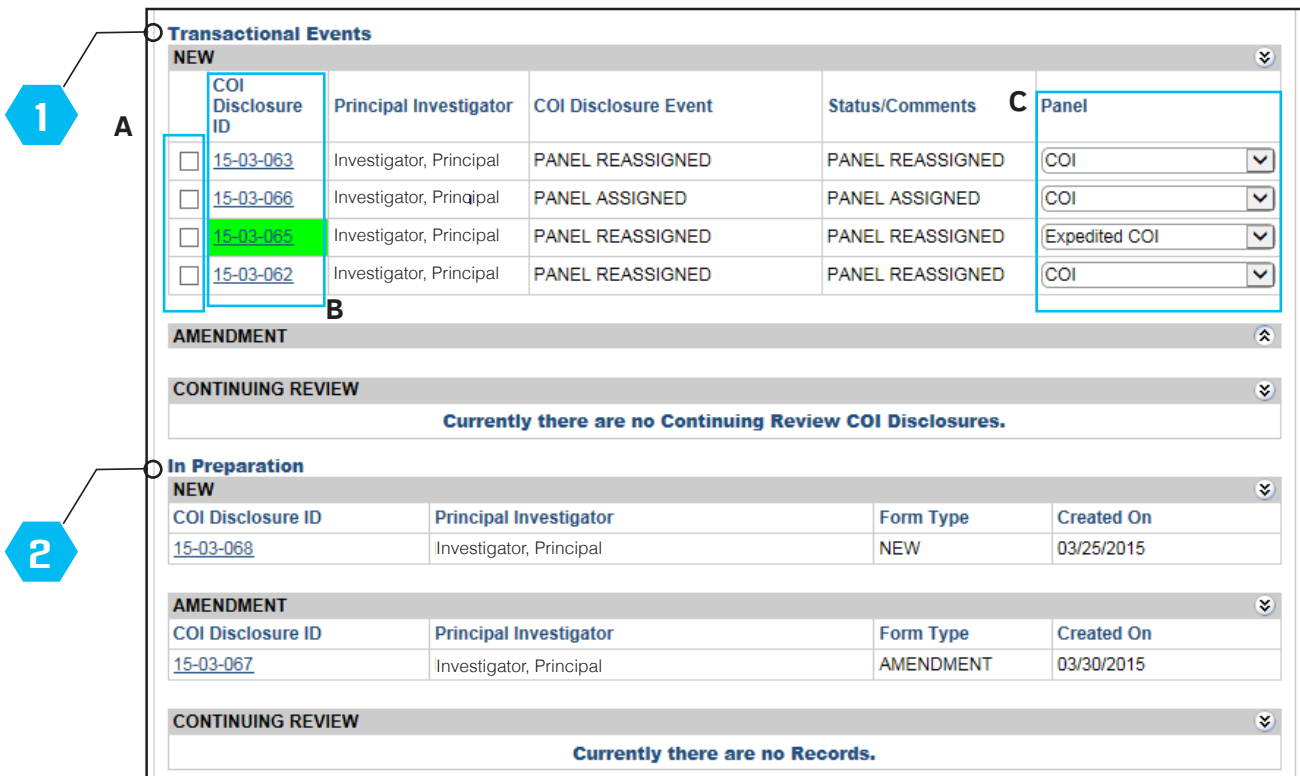 Transactional Events
NEW
1
A
COI Disclosure ID Principal Investigator COI Disclosure Event Status/Comments C Panel
15-03-063 Investigator, Principal PANEL REASSIGNED PANEL REASSIGNED COI
15-03-066 Investigator, Principal PANEL ASSIGNED PANEL ASSIGNED COI
15-03-065 Investigator, Principal PANEL REASSIGNED PANEL REASSIGNED Expedited COI
15-03-062 Investigator, Principal PANEL REASSIGNED PANEL REASSIGNED COI
B
AMENDMENT
CONTINUING REVIEW
Currently there are no Continuing Review COI Disclosures.
In Preparation
NEW
2
COI Disclosure ID Principal Investigator Form Type Created On
15-03-068 Investigator, Principal NEW 03/25/2015
AMENDMENT
COI Disclosure ID Principal Investigator Form Type Created On
15-03-067 Investigator, Principal AMENDMENT 03/30/2015
CONTINUING REVIEW
Currently there are no Records.